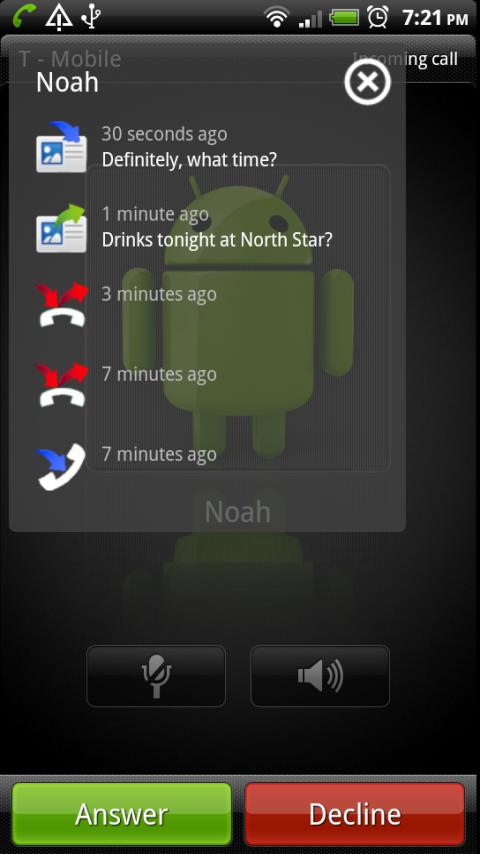 7:21 PM
T - Mobile
Incoming call
Noah
30 seconds ago
Definitely, what time?
1 minute ago
Drinks tonight at North Star?
3 minutes ago
7 minutes ago
7 minutes ago
Noah
Answer
Decline